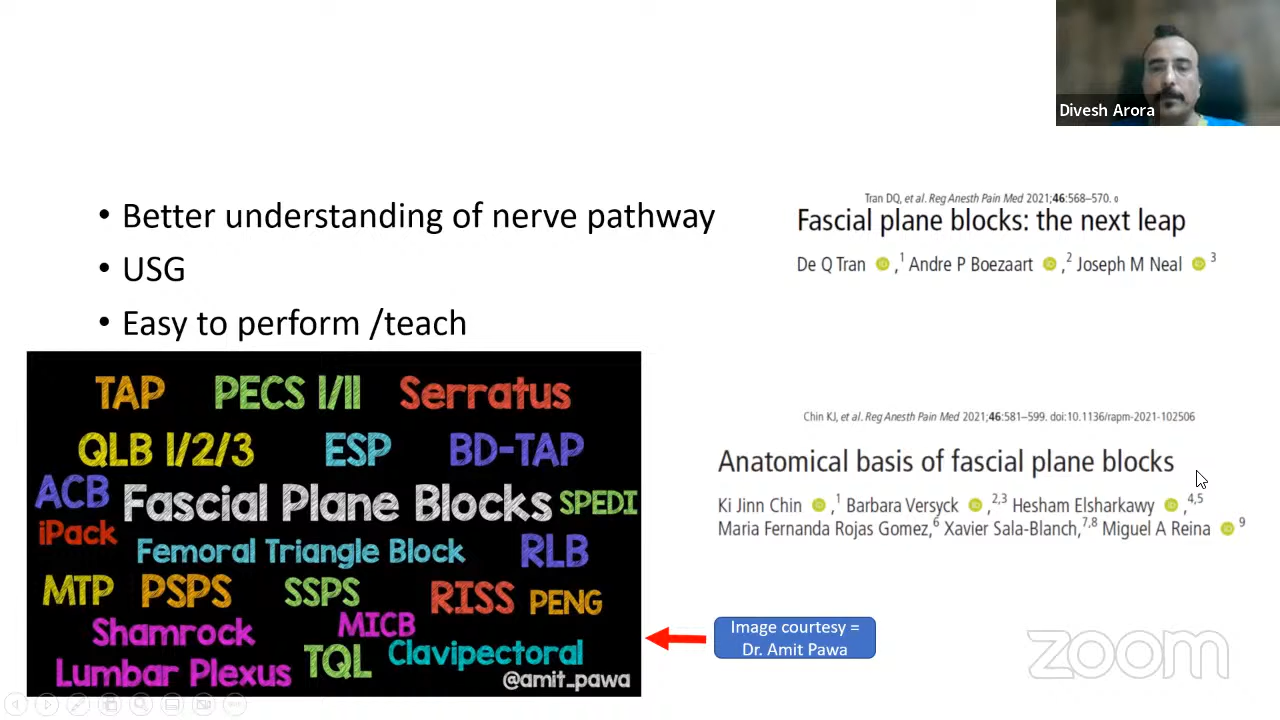 Divesh Arora
• Better understanding of nerve pathway
• USG
• Easy to perform /teach
Tran DQ, et al. Reg Anesth Pain Med 2021;46:568–570. 0
Fascial plane blocks: the next leap
De Q Tran ,1 Andre P Boezaart ,2 Joseph M Neal 3
Chin KJ, et al. Reg Anesth Pain Med 2021;46:581–599. doi:10.1136/rapm-2021-102506
Anatomical basis of fascial plane blocks
Ki Jinn Chin ,1 Barbara Versyck ,2,3 Hesham Elsharkawy ,4,5
Maria Fernanda Rojas Gomez,6 Xavier Sala-Blanch,7,8 Miguel A Reina 9
TAP PECS I/II Serratus
QLB 1/2/3 ESP BD-TAP
ACB Fascial Plane Blocks SPEDI
iPack Femoral Triangle Block RLB
MTP PSPS SSPS RISS PENG
Shamrock MICB
Lumbar Plexus TQL Clavipectoral
@amit_pawa
Image courtesy =
Dr. Amit Pawa
zoom